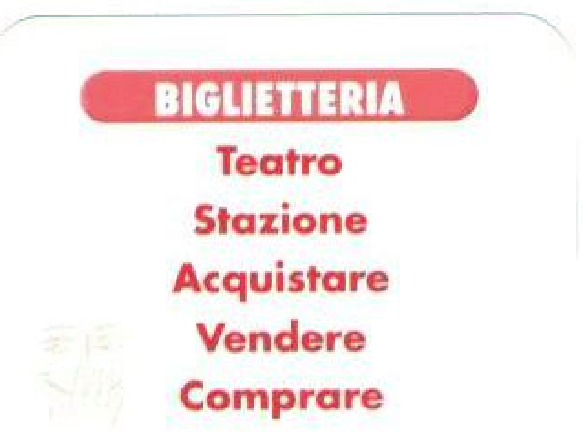 BIGLIETTERIA
Teatro
Stazione
Acquistare
Vendere
Comprare